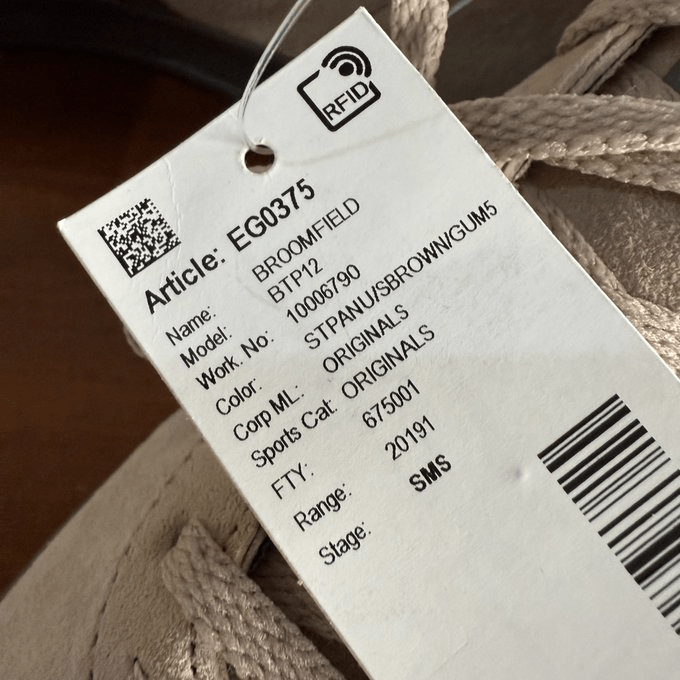 RFID
Article: EG0375
Name: BROOMFIELD
Model: BTP12
Work. No: 10006790
Color: STPANU/SBROWN/GUM5
Corp ML: ORIGINALS
Sports Cat: ORIGINALS
FTY: 675001
Range: 20191
Stage: SMS